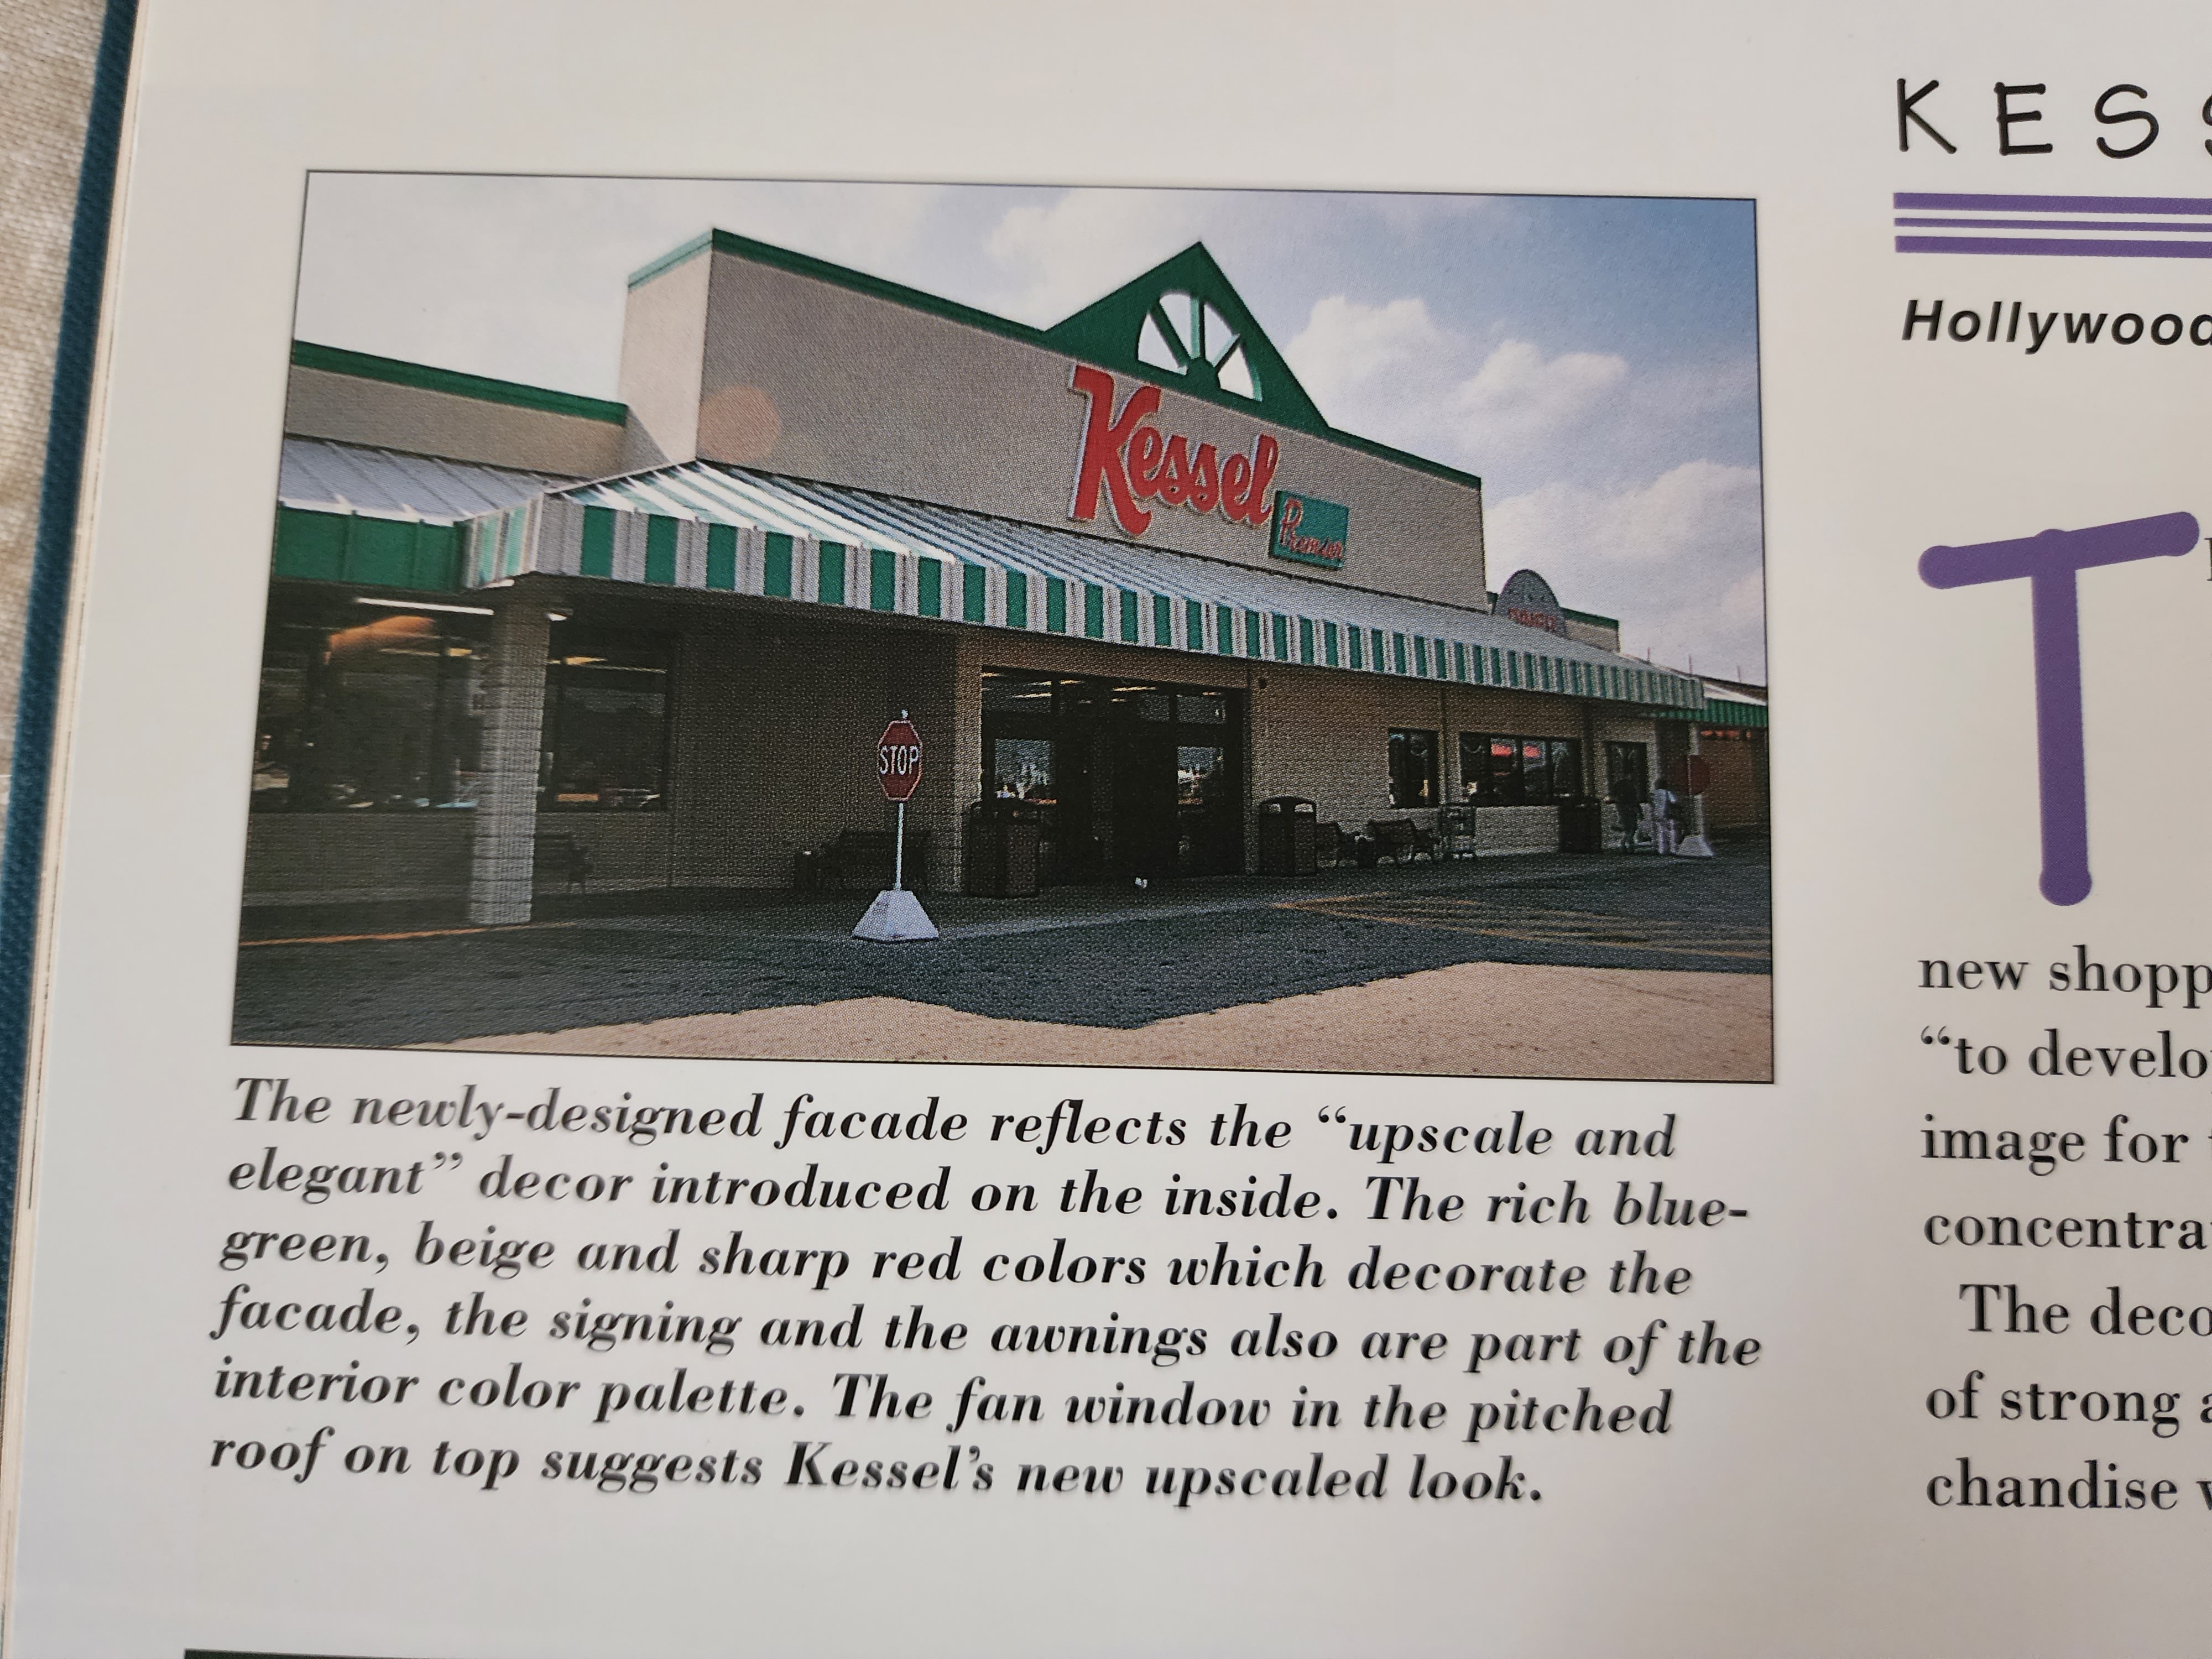 Kessel
Premier
STOP
The newly-designed facade reflects the “upscale and
elegant” decor introduced on the inside. The rich blue-
green, beige and sharp red colors which decorate the
facade, the signing and the awnings also are part of the
interior color palette. The fan window in the pitched
roof on top suggests Kessel’s new upscaled look.
KESS
Hollywood
T
new shopp
“to develo
image for
concentra
The deco
of strong a
chandise